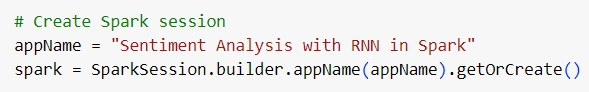 # Create Spark session
appName = "Sentiment Analysis with RNN in Spark"
spark = SparkSession.builder.appName(appName).getOrCreate()